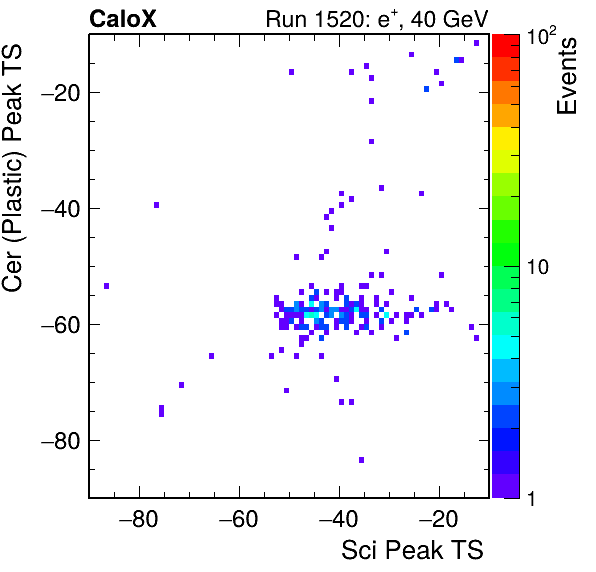 CaloX
Run 1520: e⁺, 40 GeV
Cer (Plastic) Peak TS
−20
−40
−60
−80
−80
−60
−40
−20
Sci Peak TS
10²
10
1
Events